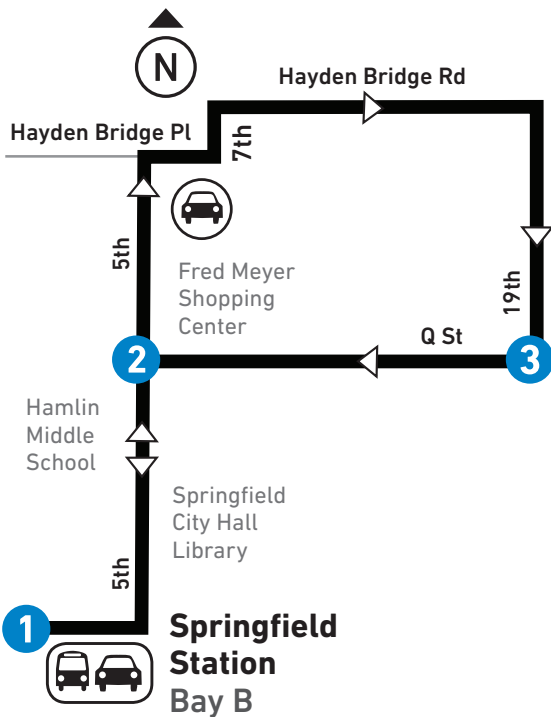 N
Hayden Bridge Rd
Hayden Bridge Pl
7th
5th
Fred Meyer
Shopping
Center
19th
Q St
2
3
Hamlin
Middle
School
Springfield
City Hall
Library
5th
1
Springfield
Station
Bay B